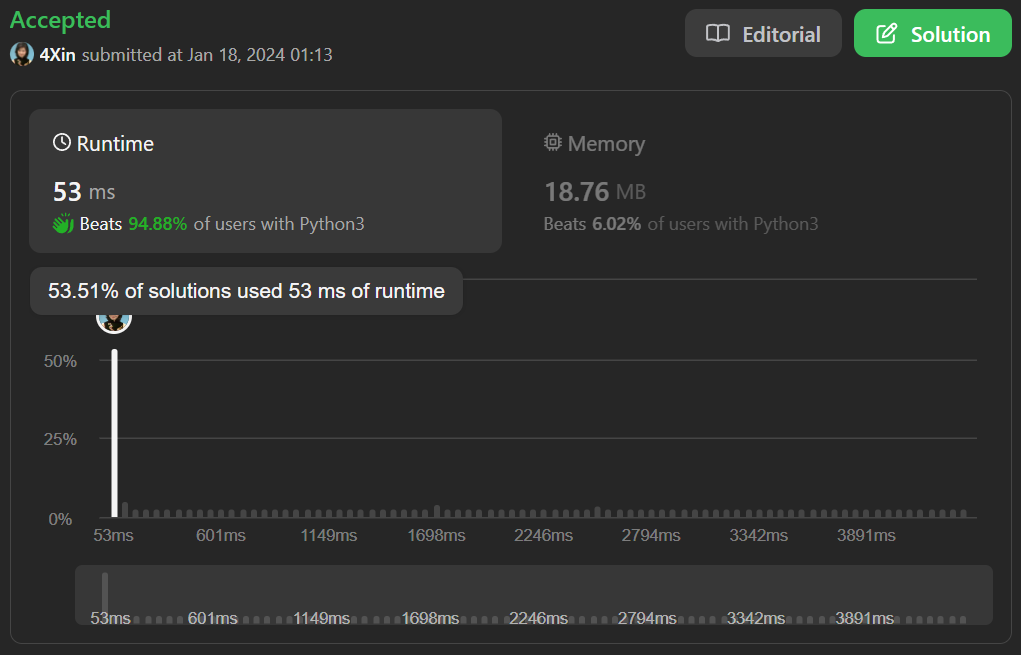 Accepted
4Xin submitted at Jan 18, 2024 01:13
Editorial
Solution
Runtime
53 ms
Beats 94.88% of users with Python3
Memory
18.76 MB
Beats 6.02% of users with Python3
53.51% of solutions used 53 ms of runtime
50%
25%
0%
53ms 601ms 1149ms 1698ms 2246ms 2794ms 3342ms 3891ms
53ms 601ms 1149ms 1698ms 2246ms 2794ms 3342ms 3891ms